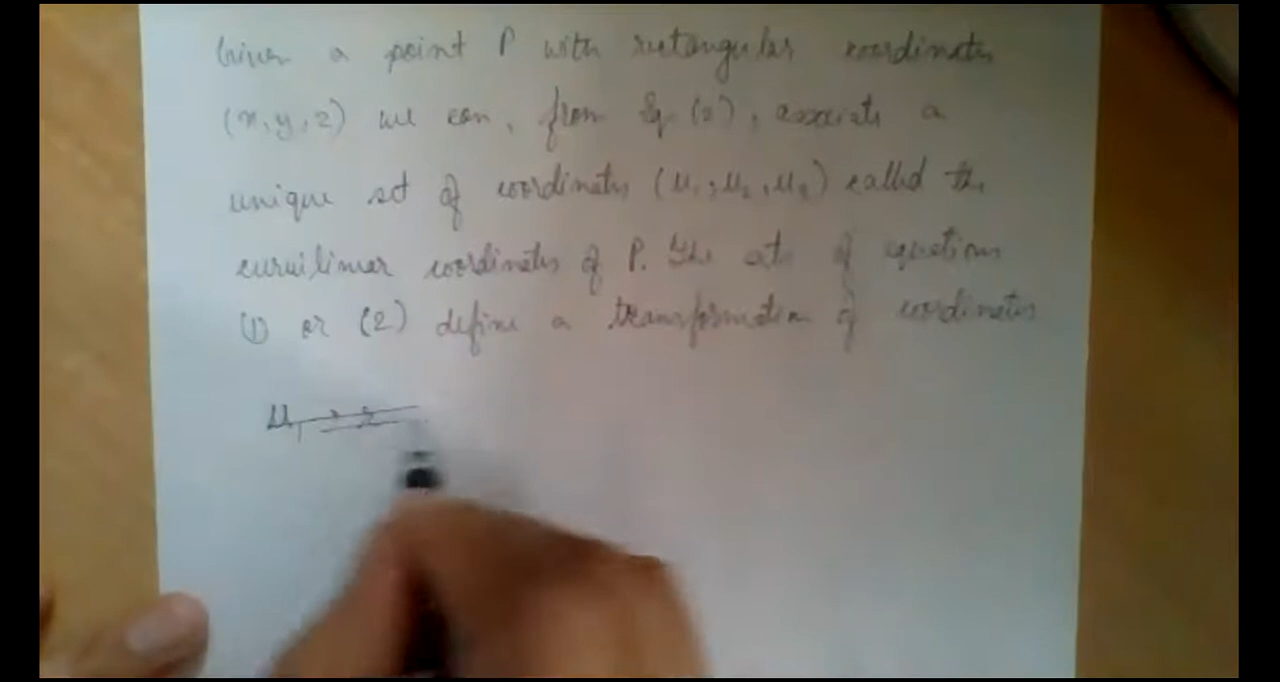 Given a point P with rectangular coordinates
(x, y, z) we can, from Eq (2), associate a
unique set of coordinates (u₁, u₂, u₃) called the
curvilinear coordinates of P. The sets of equations
(1) or (2) define a transformation of coordinates
u₁